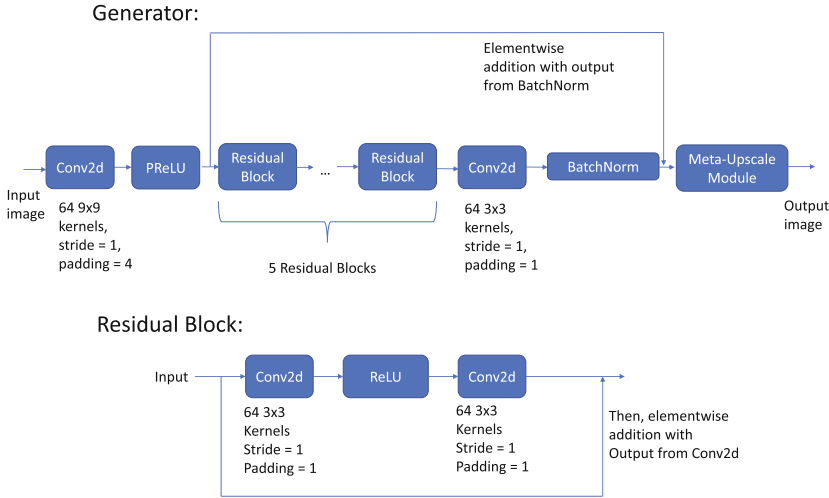 Generator:
Elementwise
addition with output
from BatchNorm
Input
image
Conv2d
64 9x9
kernels,
stride = 1,
padding = 4
PReLU
Residual
Block
...
Residual
Block
5 Residual Blocks
Conv2d
64 3x3
kernels,
stride = 1,
padding = 1
BatchNorm
Meta-Upscale
Module
Output
image
Residual Block:
Input
Conv2d
64 3x3
Kernels
Stride = 1
Padding = 1
ReLU
Conv2d
64 3x3
Kernels
Stride = 1
Padding = 1
Then, elementwise
addition with
Output from Conv2d